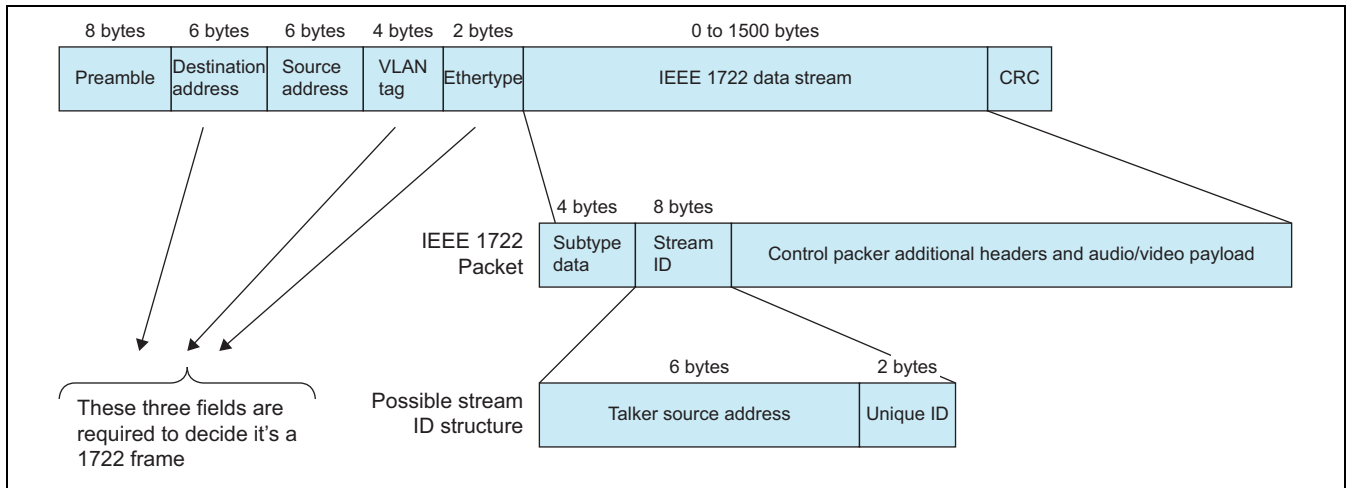 8 bytes 6 bytes 6 bytes 4 bytes 2 bytes 0 to 1500 bytes
Preamble
Destination
address
Source
address
VLAN
tag
Ethertype
IEEE 1722 data stream
CRC
4 bytes 8 bytes
IEEE 1722
Packet
Subtype
data
Stream
ID
Control packer additional headers and audio/video payload
6 bytes 2 bytes
Possible stream
ID structure
Talker source address
Unique ID
These three fields are
required to decide it's a
1722 frame